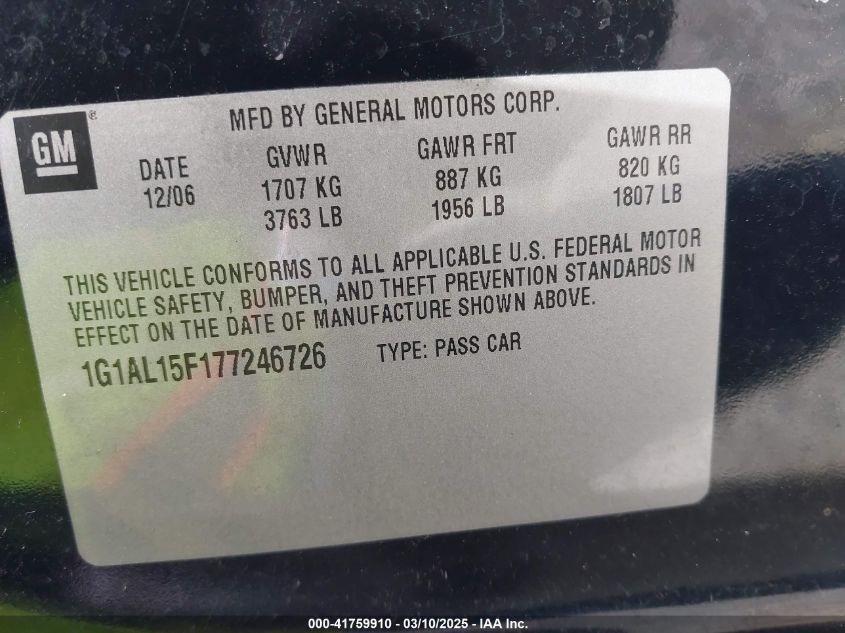 GM®
MFD BY GENERAL MOTORS CORP.
DATE GVWR GAWR FRT GAWR RR
12/06 1707 KG 887 KG 820 KG
3763 LB 1956 LB 1807 LB
THIS VEHICLE CONFORMS TO ALL APPLICABLE U.S. FEDERAL MOTOR
VEHICLE SAFETY, BUMPER, AND THEFT PREVENTION STANDARDS IN
EFFECT ON THE DATE OF MANUFACTURE SHOWN ABOVE.
1G1AL15F177246726 TYPE: PASS CAR
000-41759910 - 03/10/2025 - IAA Inc.